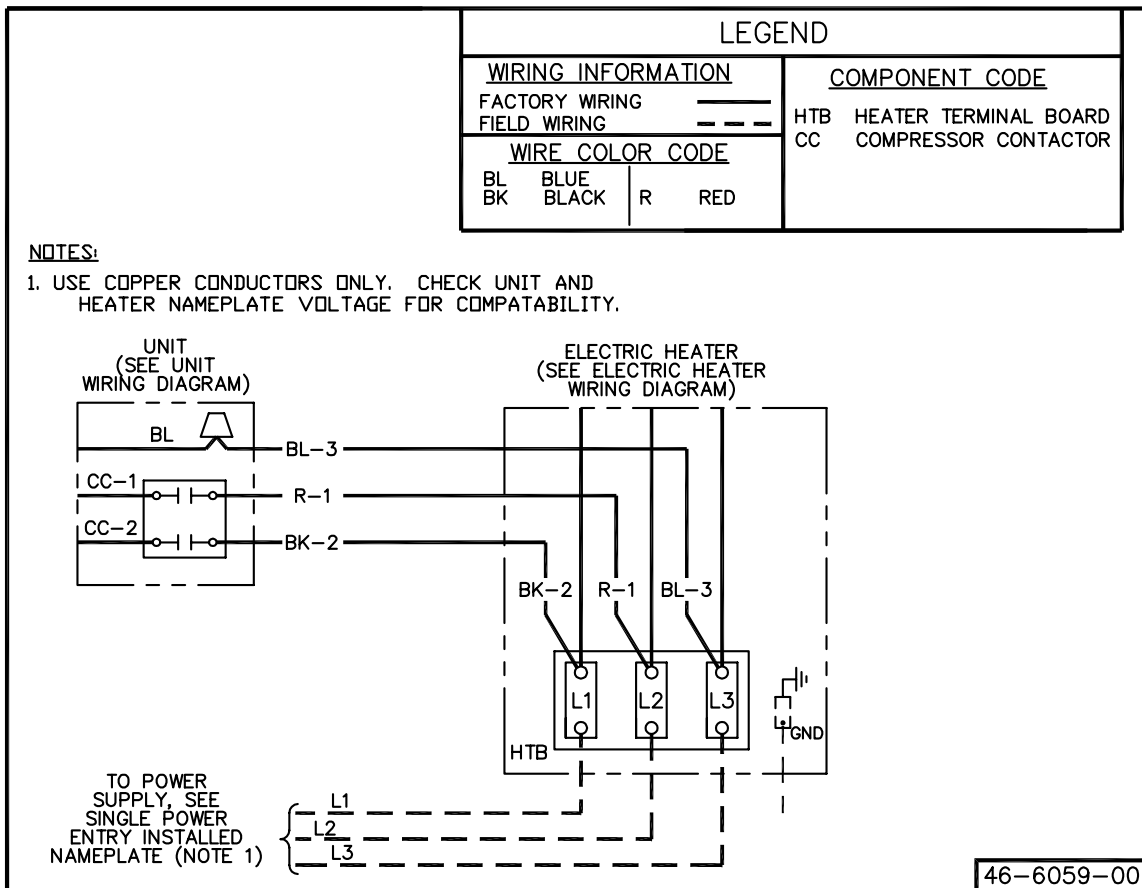 LEGEND
WIRING INFORMATION
FACTORY WIRING
FIELD WIRING
WIRE COLOR CODE
BL BLUE
BK BLACK R RED
COMPONENT CODE
HTB HEATER TERMINAL BOARD
CC COMPRESSOR CONTACTOR
NOTES:
1. USE COPPER CONDUCTORS ONLY. CHECK UNIT AND
HEATER NAMEPLATE VOLTAGE FOR COMPATABILITY.
UNIT
(SEE UNIT
WIRING DIAGRAM)
ELECTRIC HEATER
(SEE ELECTRIC HEATER
WIRING DIAGRAM)
BL
BL-3
CC-1
R-1
CC-2
BK-2
BK-2 R-1 BL-3
L1 L2 L3
GND
HTB
TO POWER
SUPPLY, SEE
SINGLE POWER
ENTRY INSTALLED
NAMEPLATE (NOTE 1)
L1
L2
L3
46-6059-00